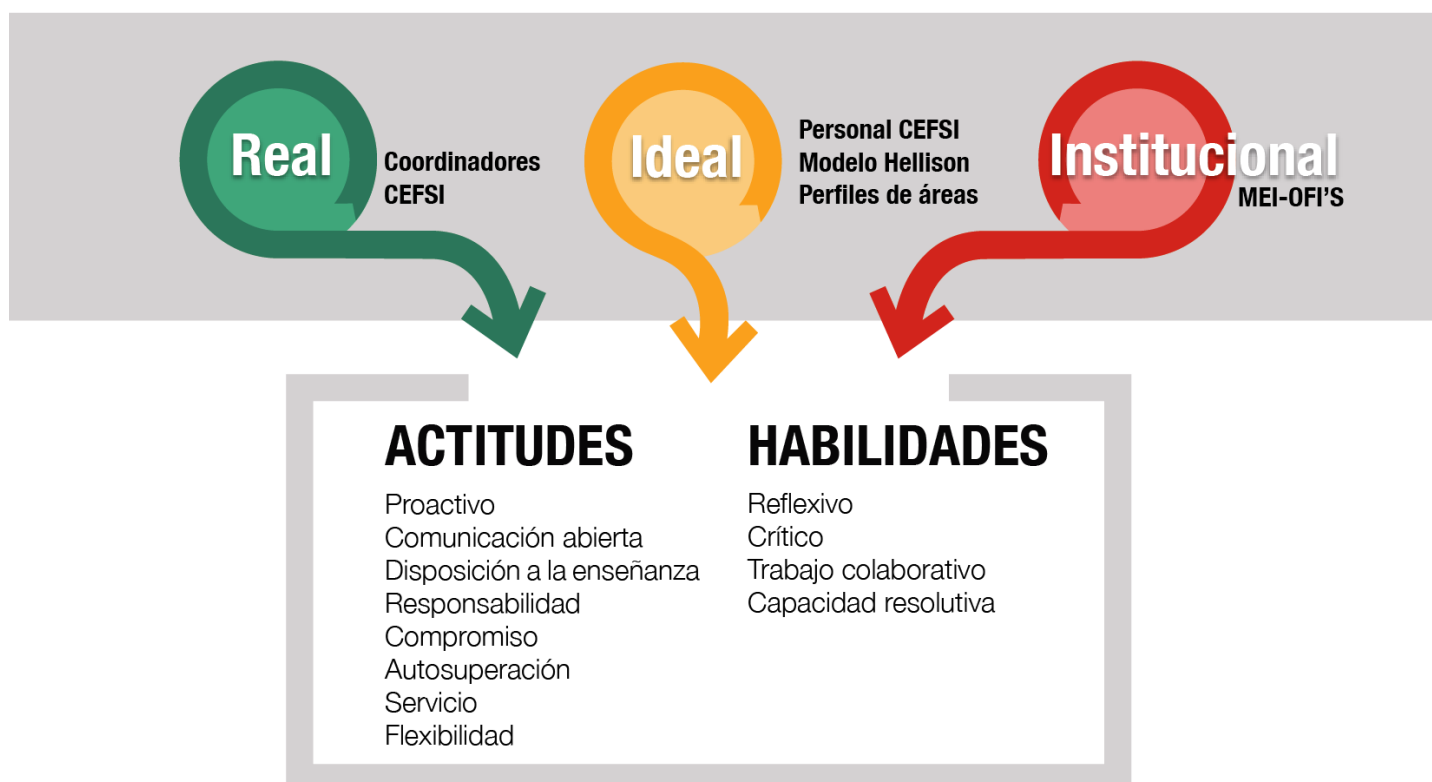 Real
Coordinadores
CEFSI
Ideal
Personal CEFSI
Modelo Hellison
Perfiles de áreas
Institucional
MEI-OFI'S
ACTITUDES
Proactivo
Comunicación abierta
Disposición a la enseñanza
Responsabilidad
Compromiso
Autosuperación
Servicio
Flexibilidad
HABILIDADES
Reflexivo
Crítico
Trabajo colaborativo
Capacidad resolutiva